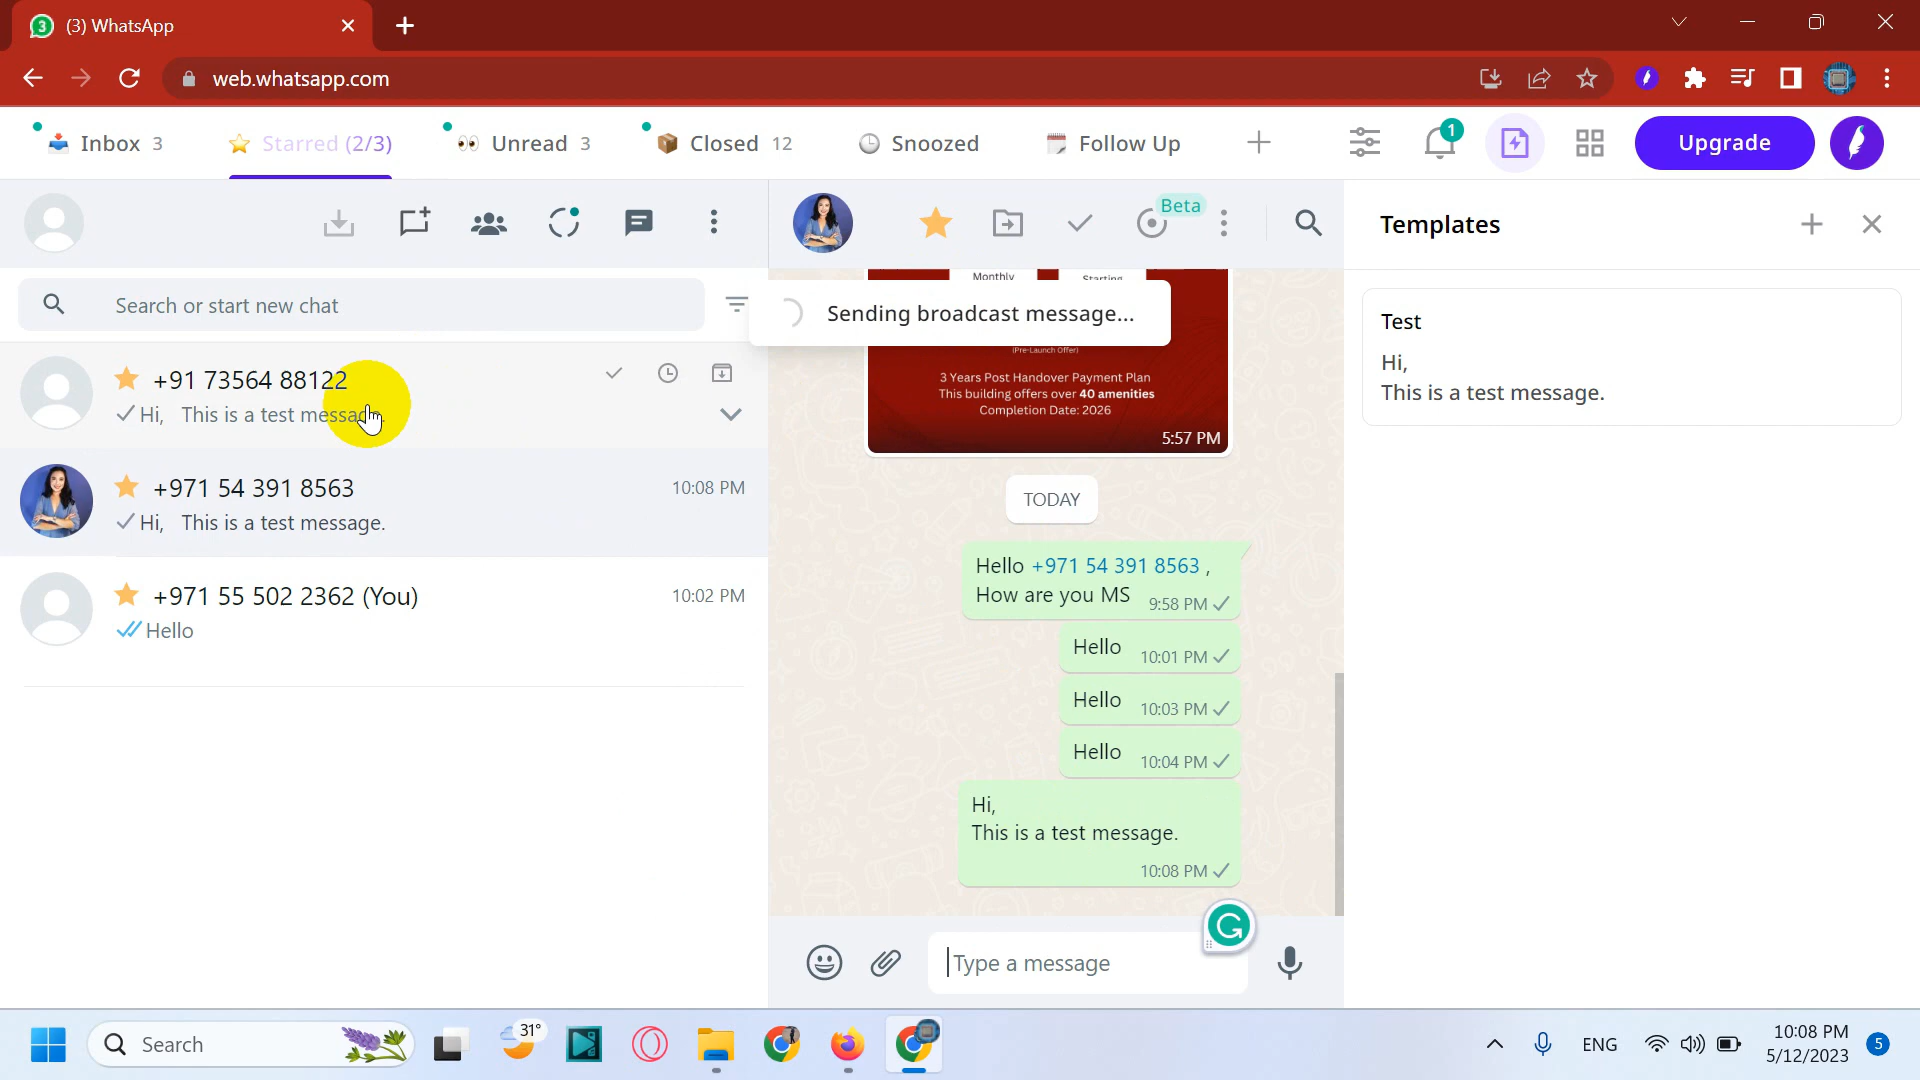 3 (3) WhatsApp
web.whatsapp.com
Inbox 3
Starred (2/3)
Unread 3
Closed 12
Snoozed
Follow Up
1
Upgrade
Beta
Templates
Search or start new chat
+91 73564 88122
Hi, This is a test messag
+971 54 391 8563
10:08 PM
Hi, This is a test message.
+971 55 502 2362 (You)
10:02 PM
Hello
Monthly
Starting
Sending broadcast message...
(Pre-Launch Offer)
3 Years Post Handover Payment Plan
This building offers over 40 amenities
Completion Date: 2026
5:57 PM
TODAY
Hello +971 54 391 8563 ,
How are you MS 9:58 PM
Hello 10:01 PM
Hello 10:03 PM
Hello 10:04 PM
Hi,
This is a test message.
10:08 PM
Type a message
Test
Hi,
This is a test message.
Search
31°
ENG
10:08 PM
5/12/2023
5